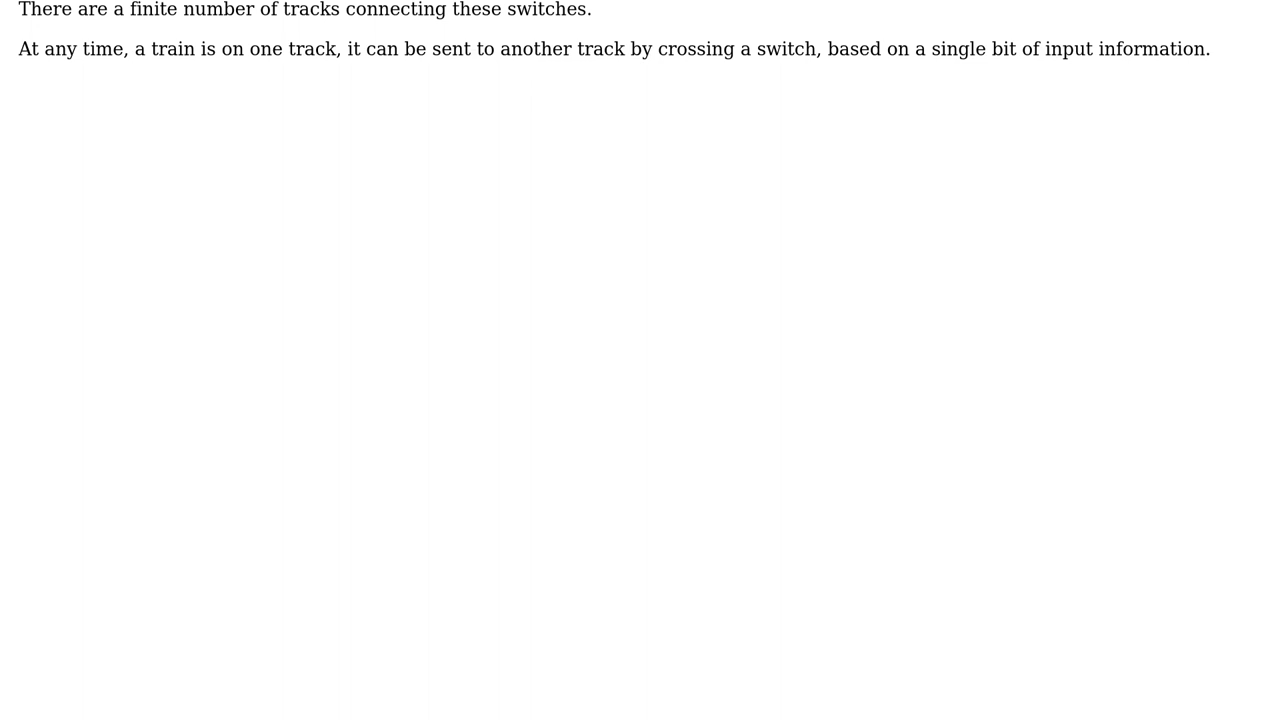 There are a finite number of tracks connecting these switches.
At any time, a train is on one track, it can be sent to another track by crossing a switch, based on a single bit of input information.